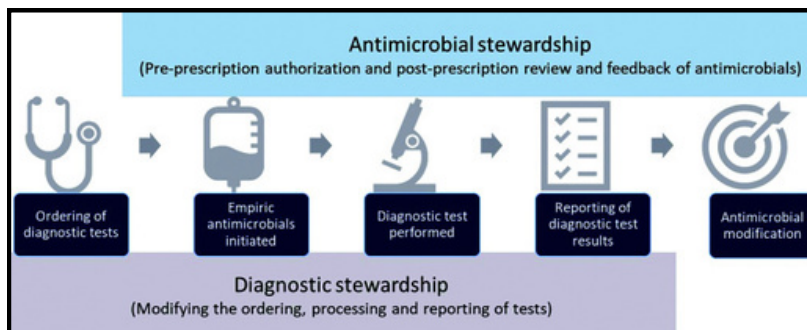 Antimicrobial stewardship
(Pre-prescription authorization and post-prescription review and feedback of antimicrobials)
Ordering of
diagnostic tests
Empiric
antimicrobials
initiated
Diagnostic test
performed
Reporting of
diagnostic test
results
Antimicrobial
modification
Diagnostic stewardship
(Modifying the ordering, processing and reporting of tests)